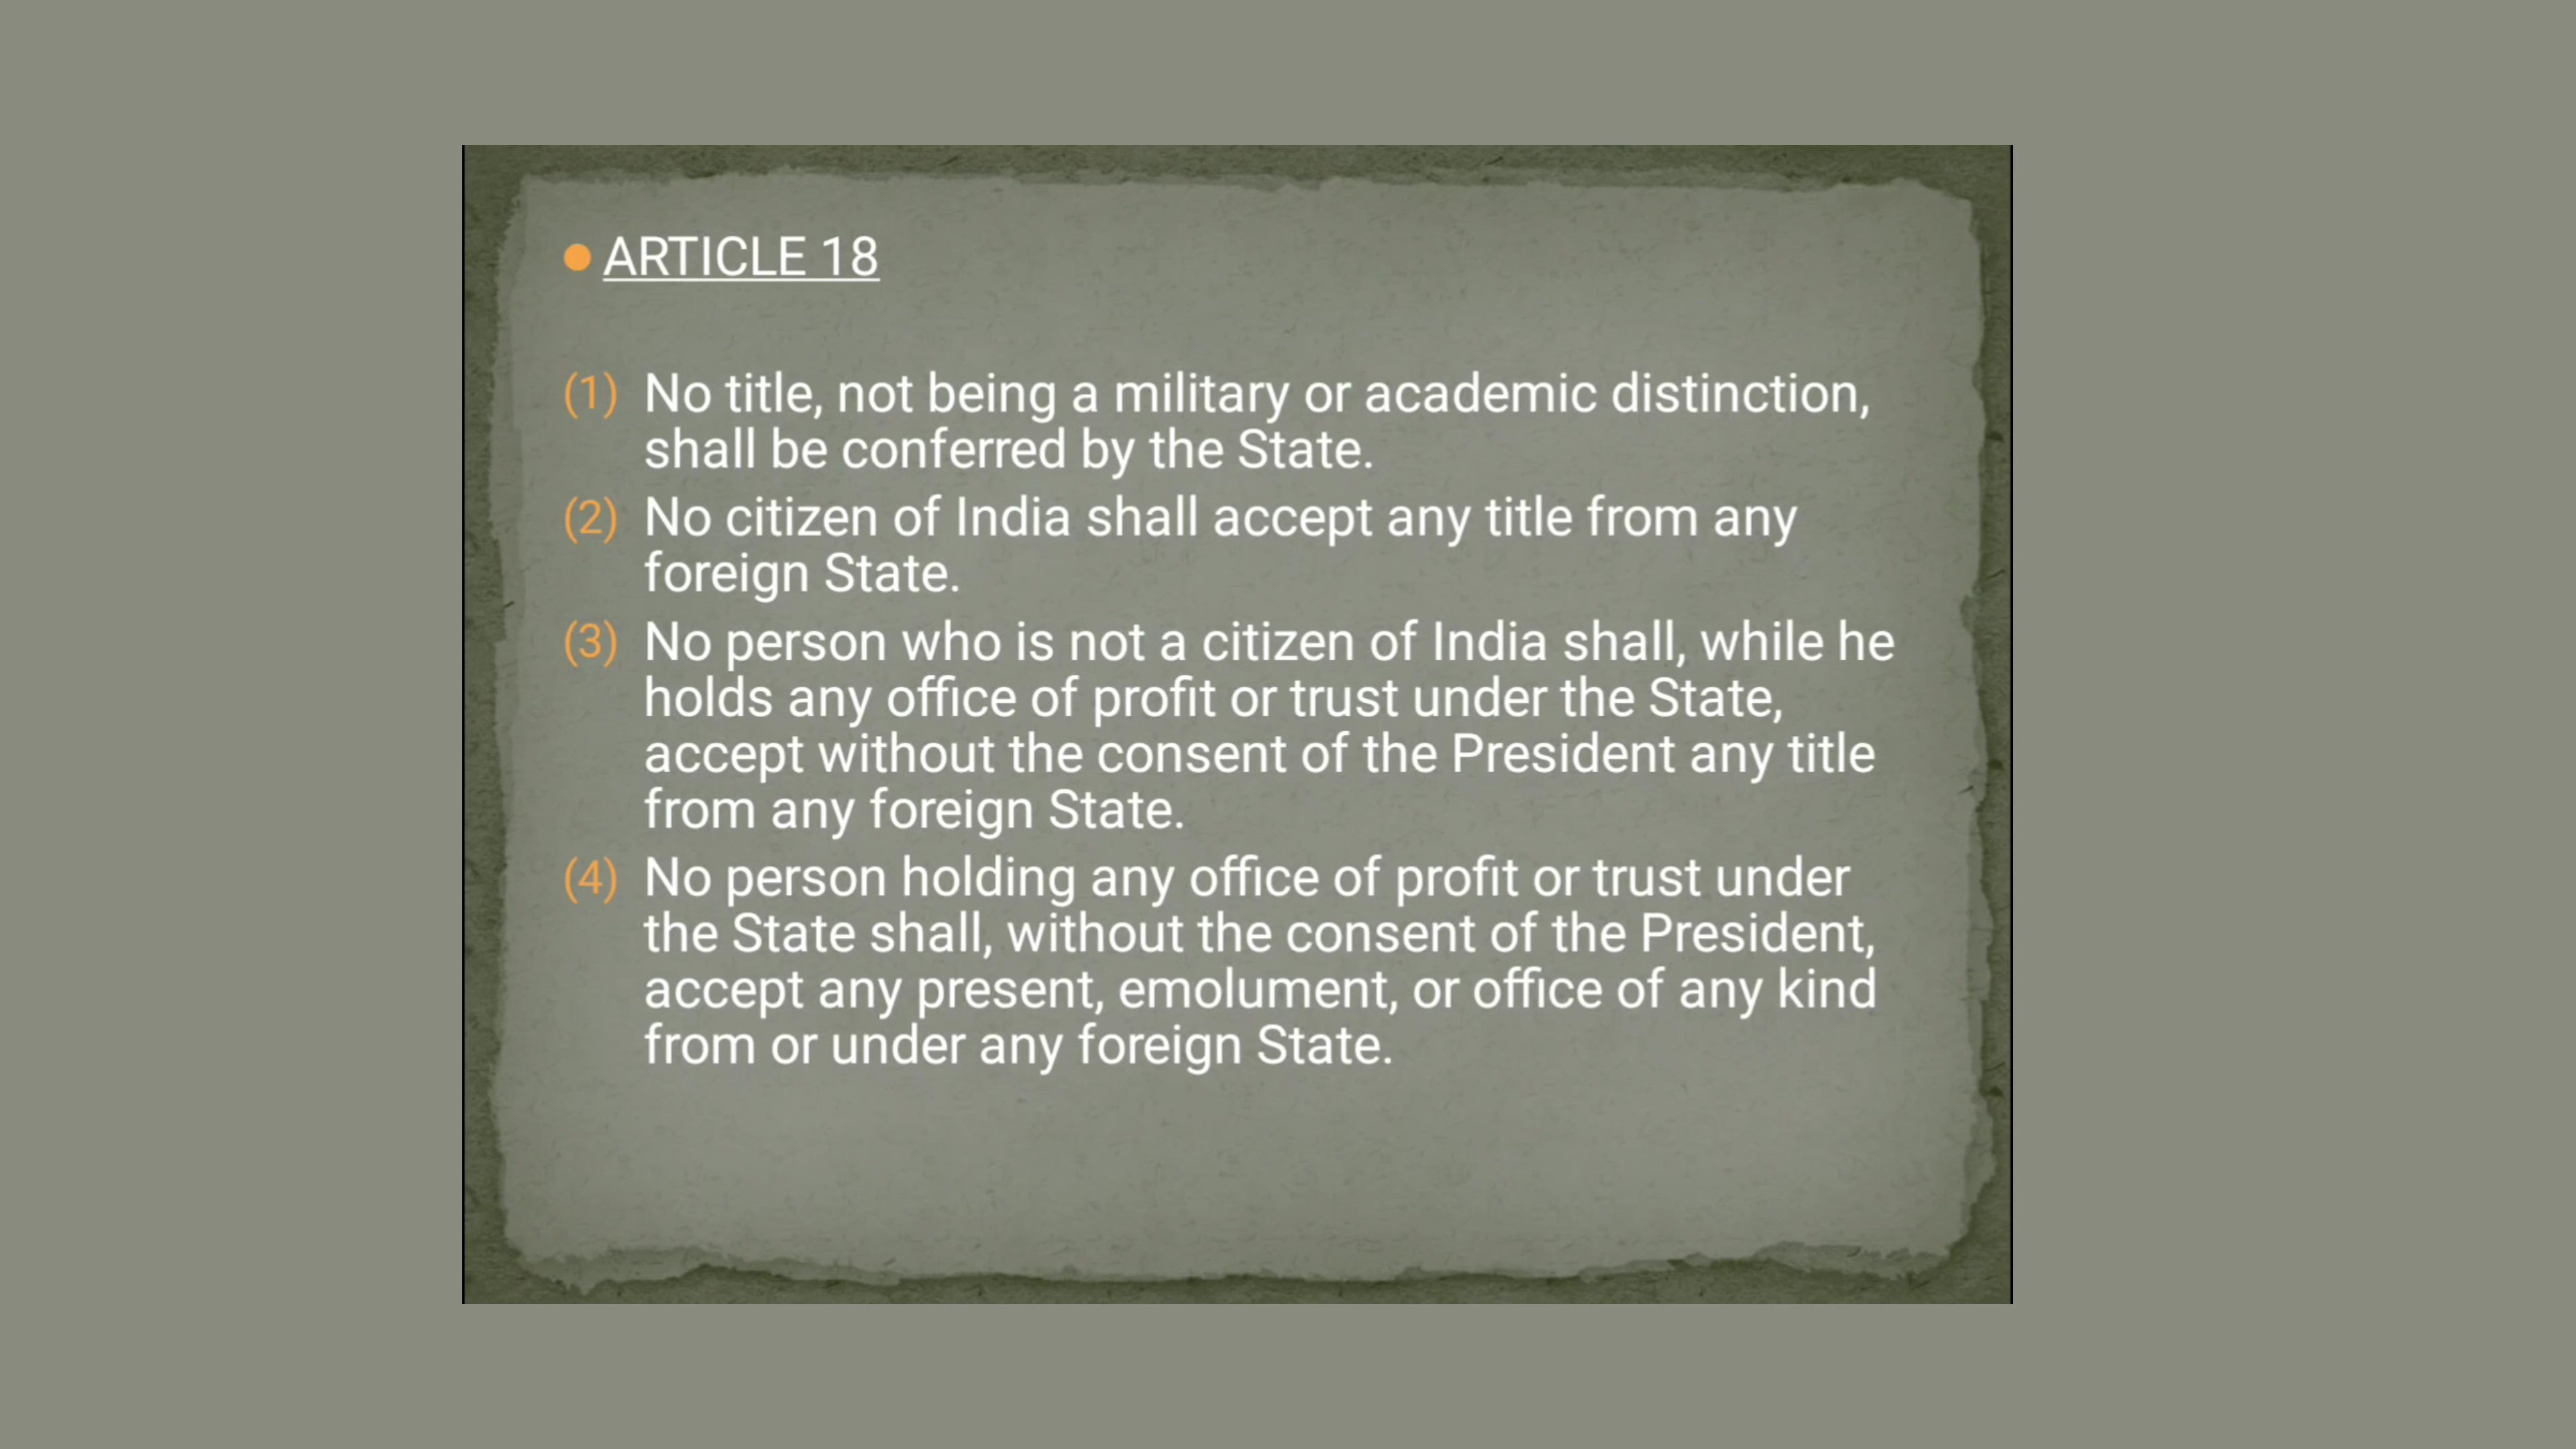 ● ARTICLE 18
(1) No title, not being a military or academic distinction,
shall be conferred by the State.
(2) No citizen of India shall accept any title from any
foreign State.
(3) No person who is not a citizen of India shall, while he
holds any office of profit or trust under the State,
accept without the consent of the President any title
from any foreign State.
(4) No person holding any office of profit or trust under
the State shall, without the consent of the President,
accept any present, emolument, or office of any kind
from or under any foreign State.